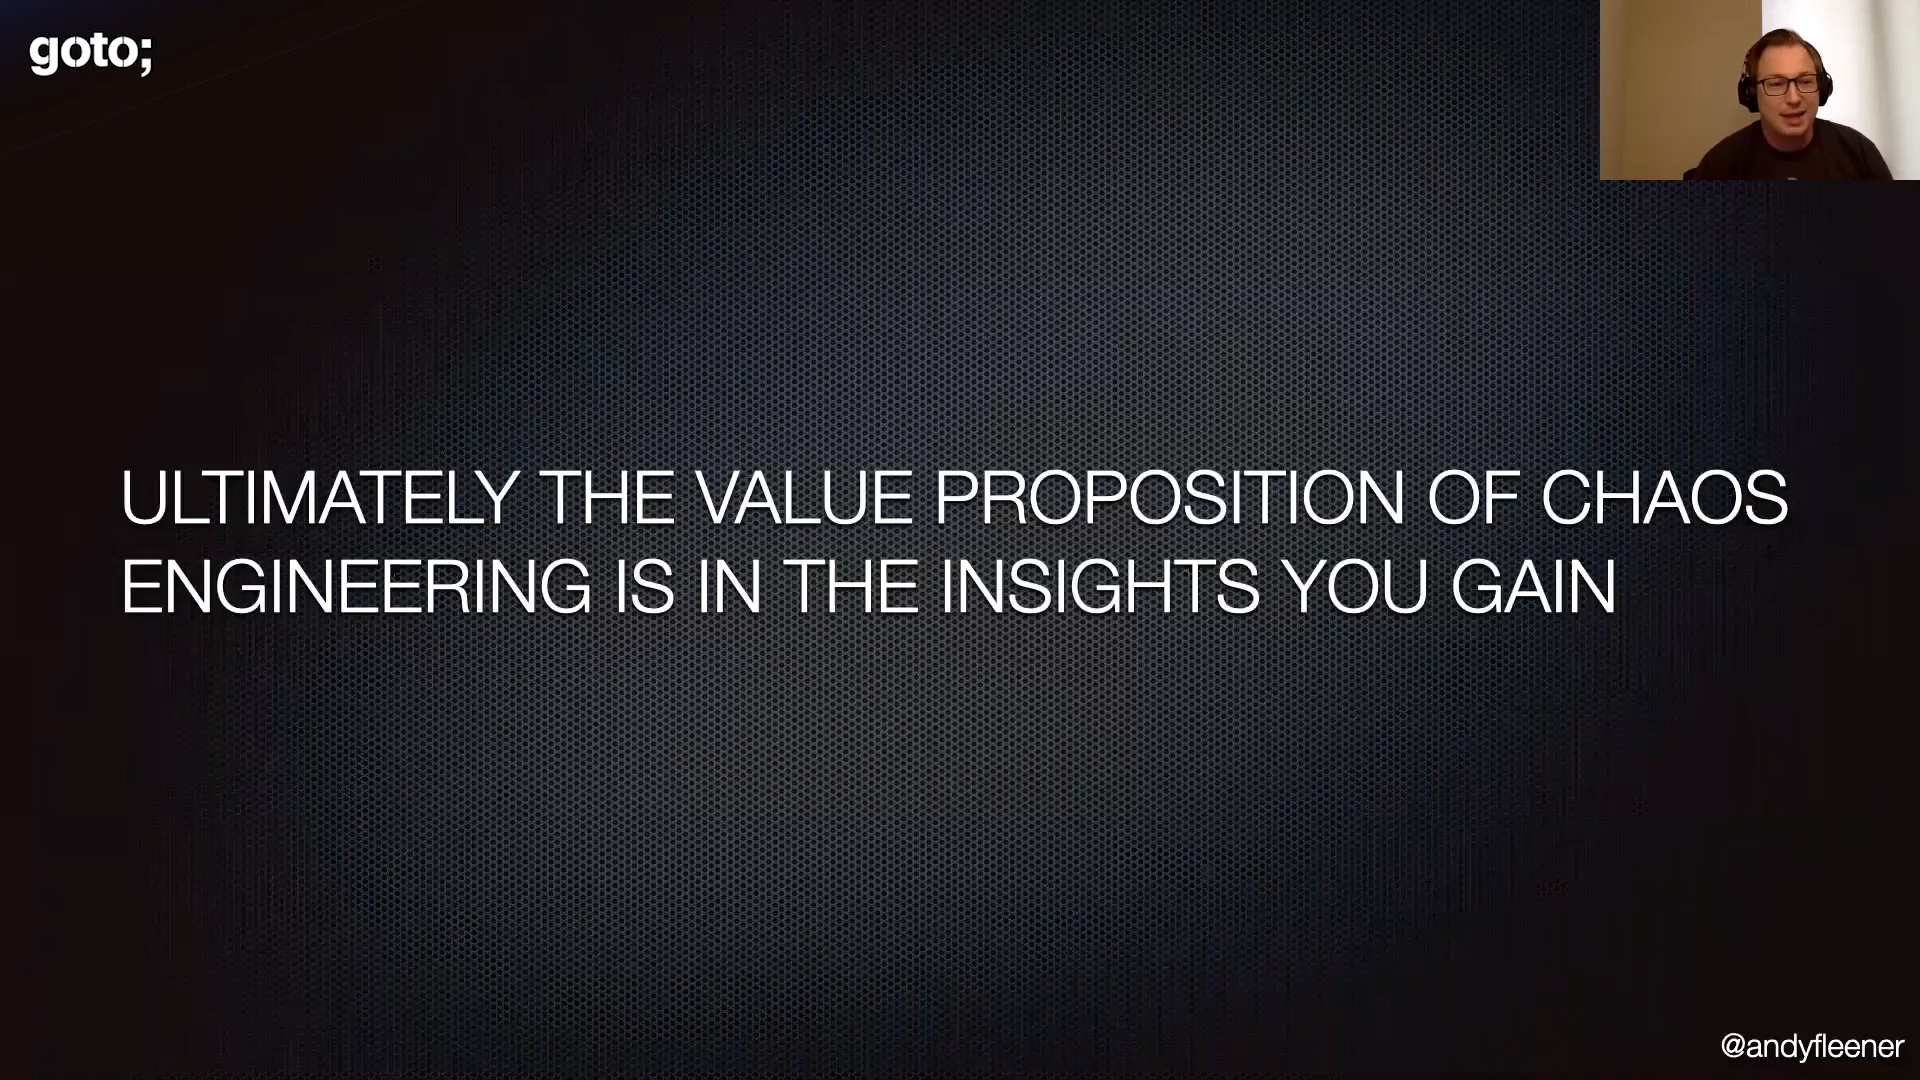 goto;
ULTIMATELY THE VALUE PROPOSITION OF CHAOS
ENGINEERING IS IN THE INSIGHTS YOU GAIN
@andyfleener